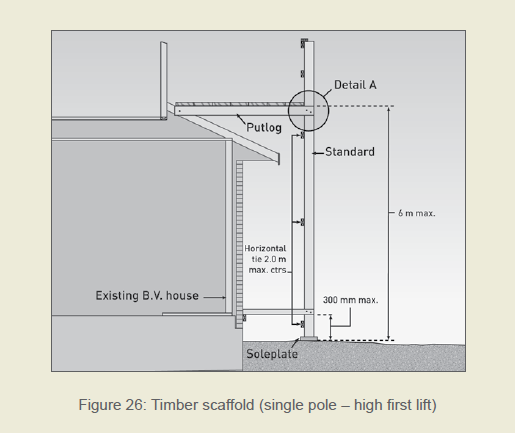 Detail A
Putlog
Standard
6 m max.
Horizontal
tie 2.0 m
max. ctrs.
Existing B.V. house
300 mm max.
Soleplate
Figure 26: Timber scaffold (single pole – high first lift)